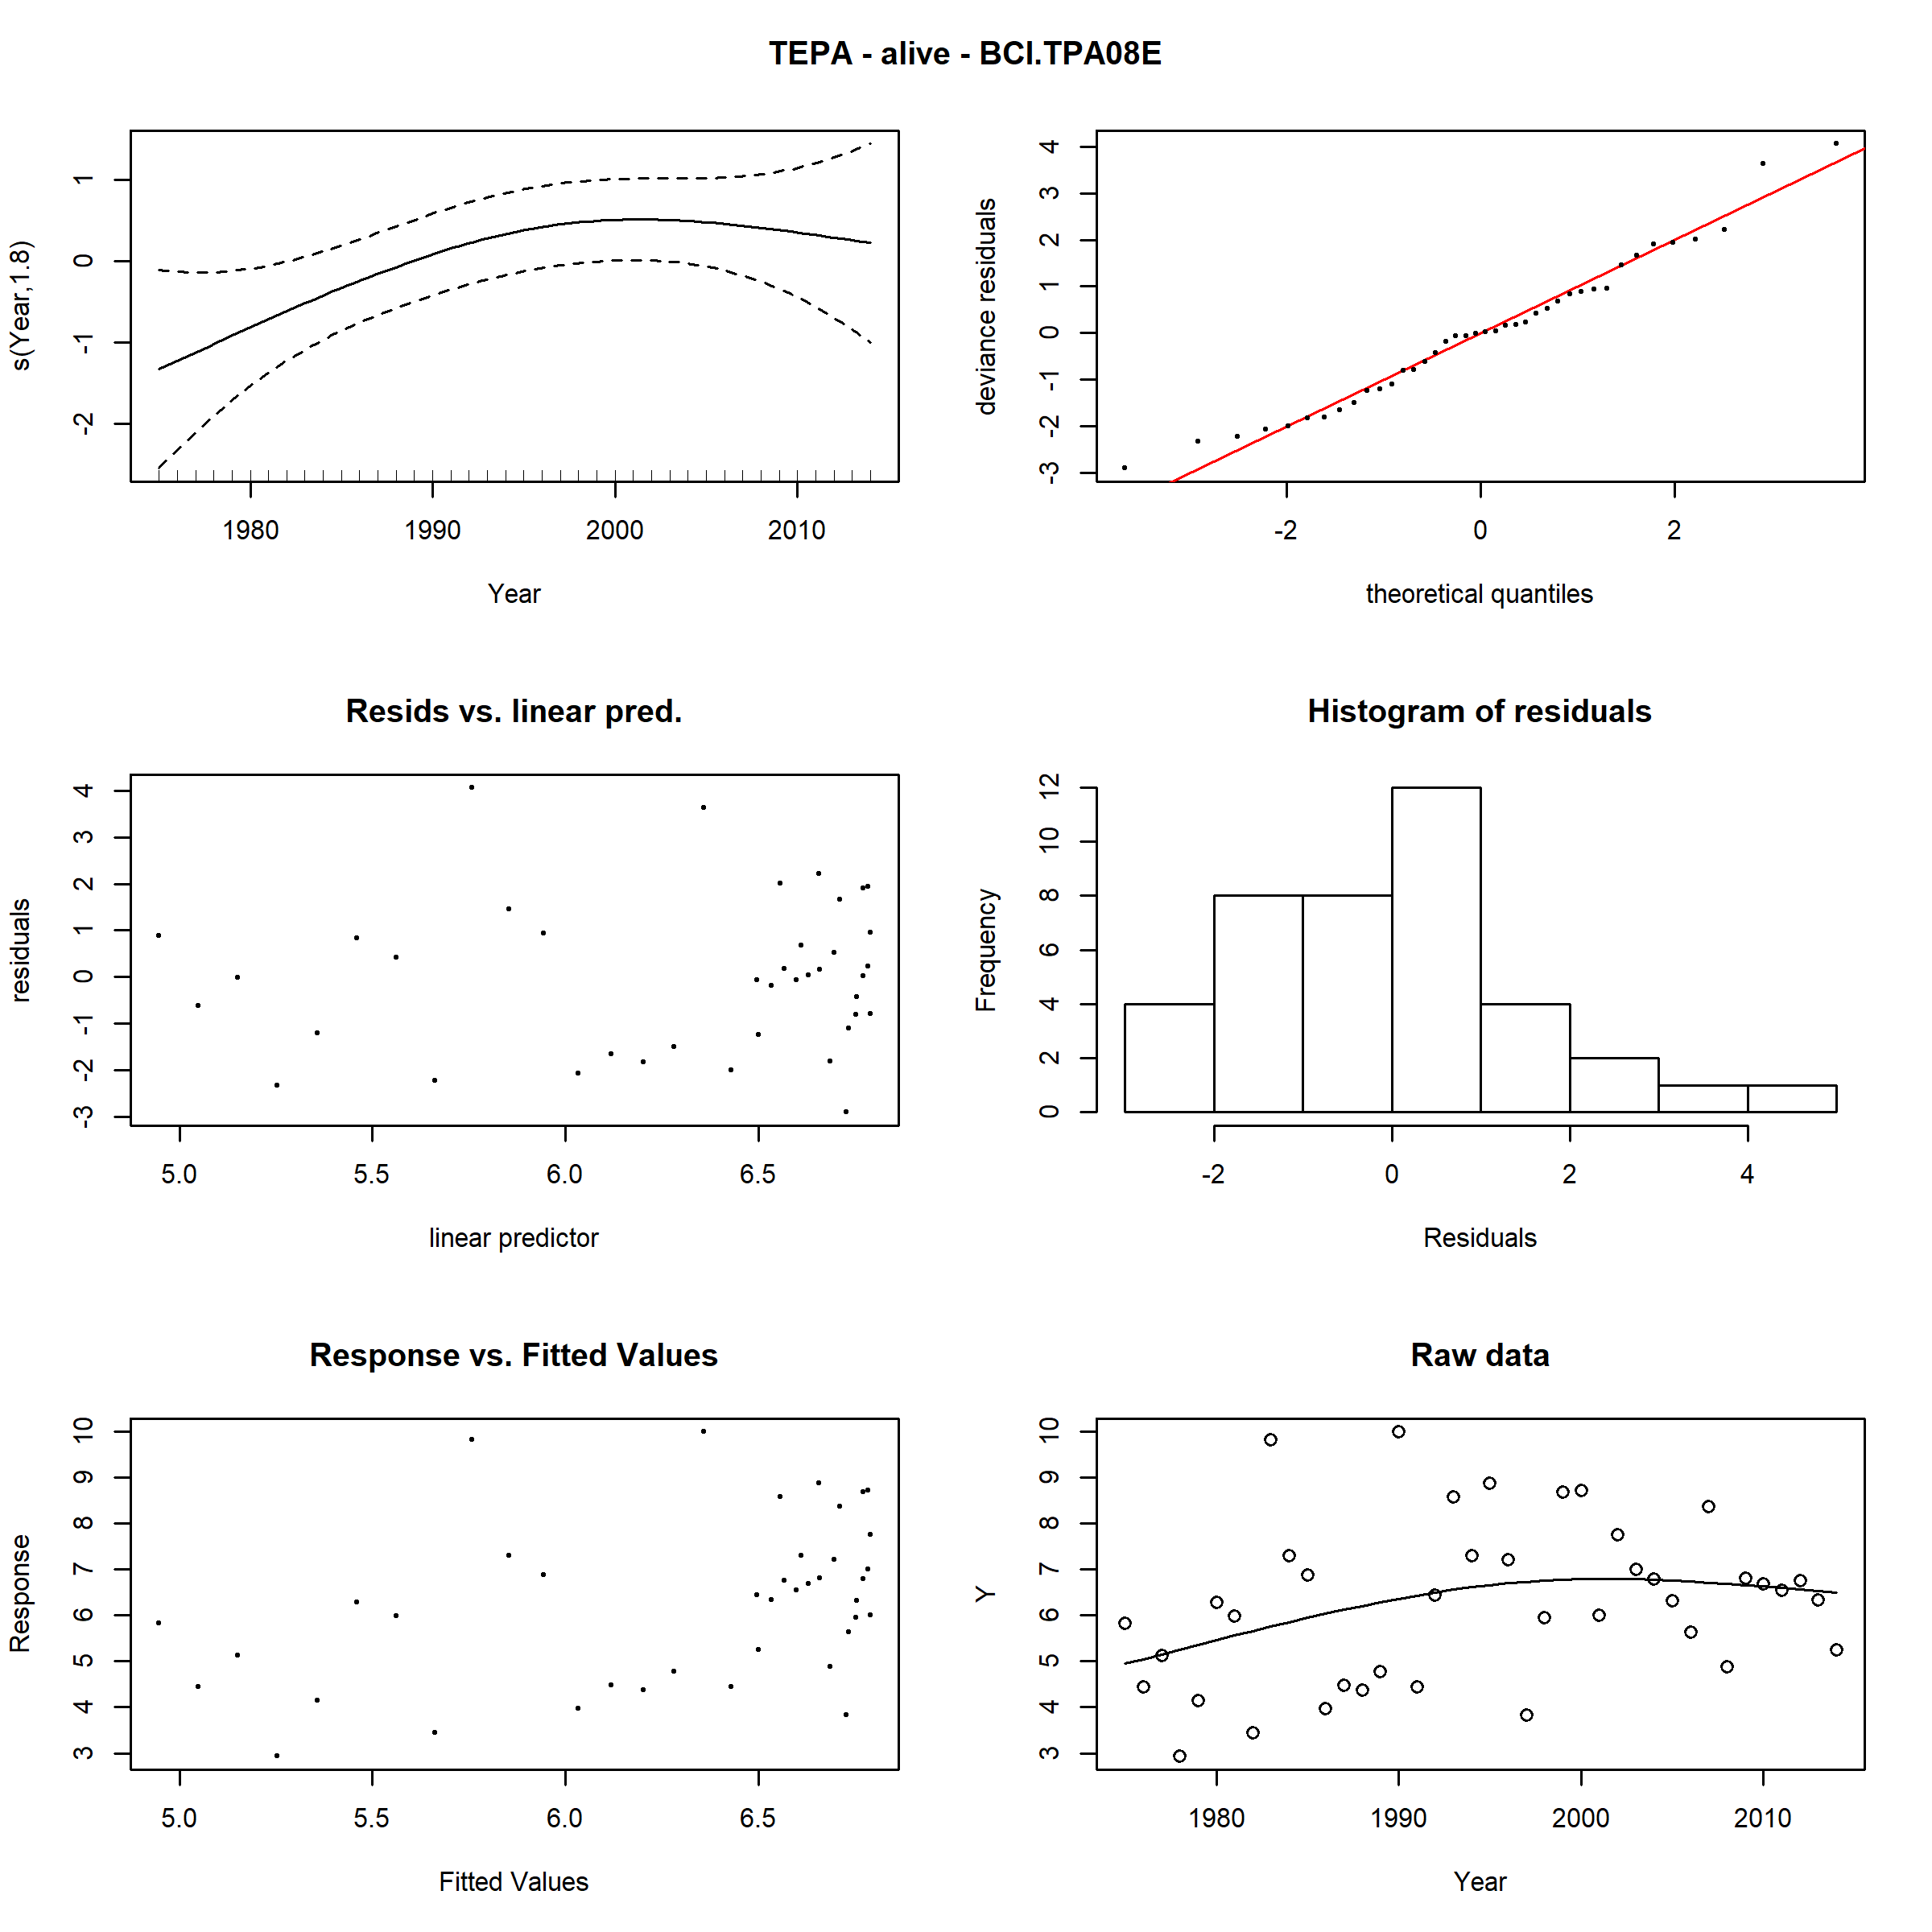 TEPA - alive - BCI.TPA08E
s(Year,1.8)
1
0
-1
-2
1980 1990 2000 2010
Year
deviance residuals
4
3
2
1
0
-1
-2
-3
-2 0 2
theoretical quantiles
Resids vs. linear pred.
residuals
4
3
2
1
0
-1
-2
-3
5.0 5.5 6.0 6.5
linear predictor
Histogram of residuals
Frequency
12
10
8
6
4
2
0
-2 0 2 4
Residuals
Response vs. Fitted Values
Response
10
9
8
7
6
5
4
3
5.0 5.5 6.0 6.5
Fitted Values
Raw data
Y
10
9
8
7
6
5
4
3
1980 1990 2000 2010
Year